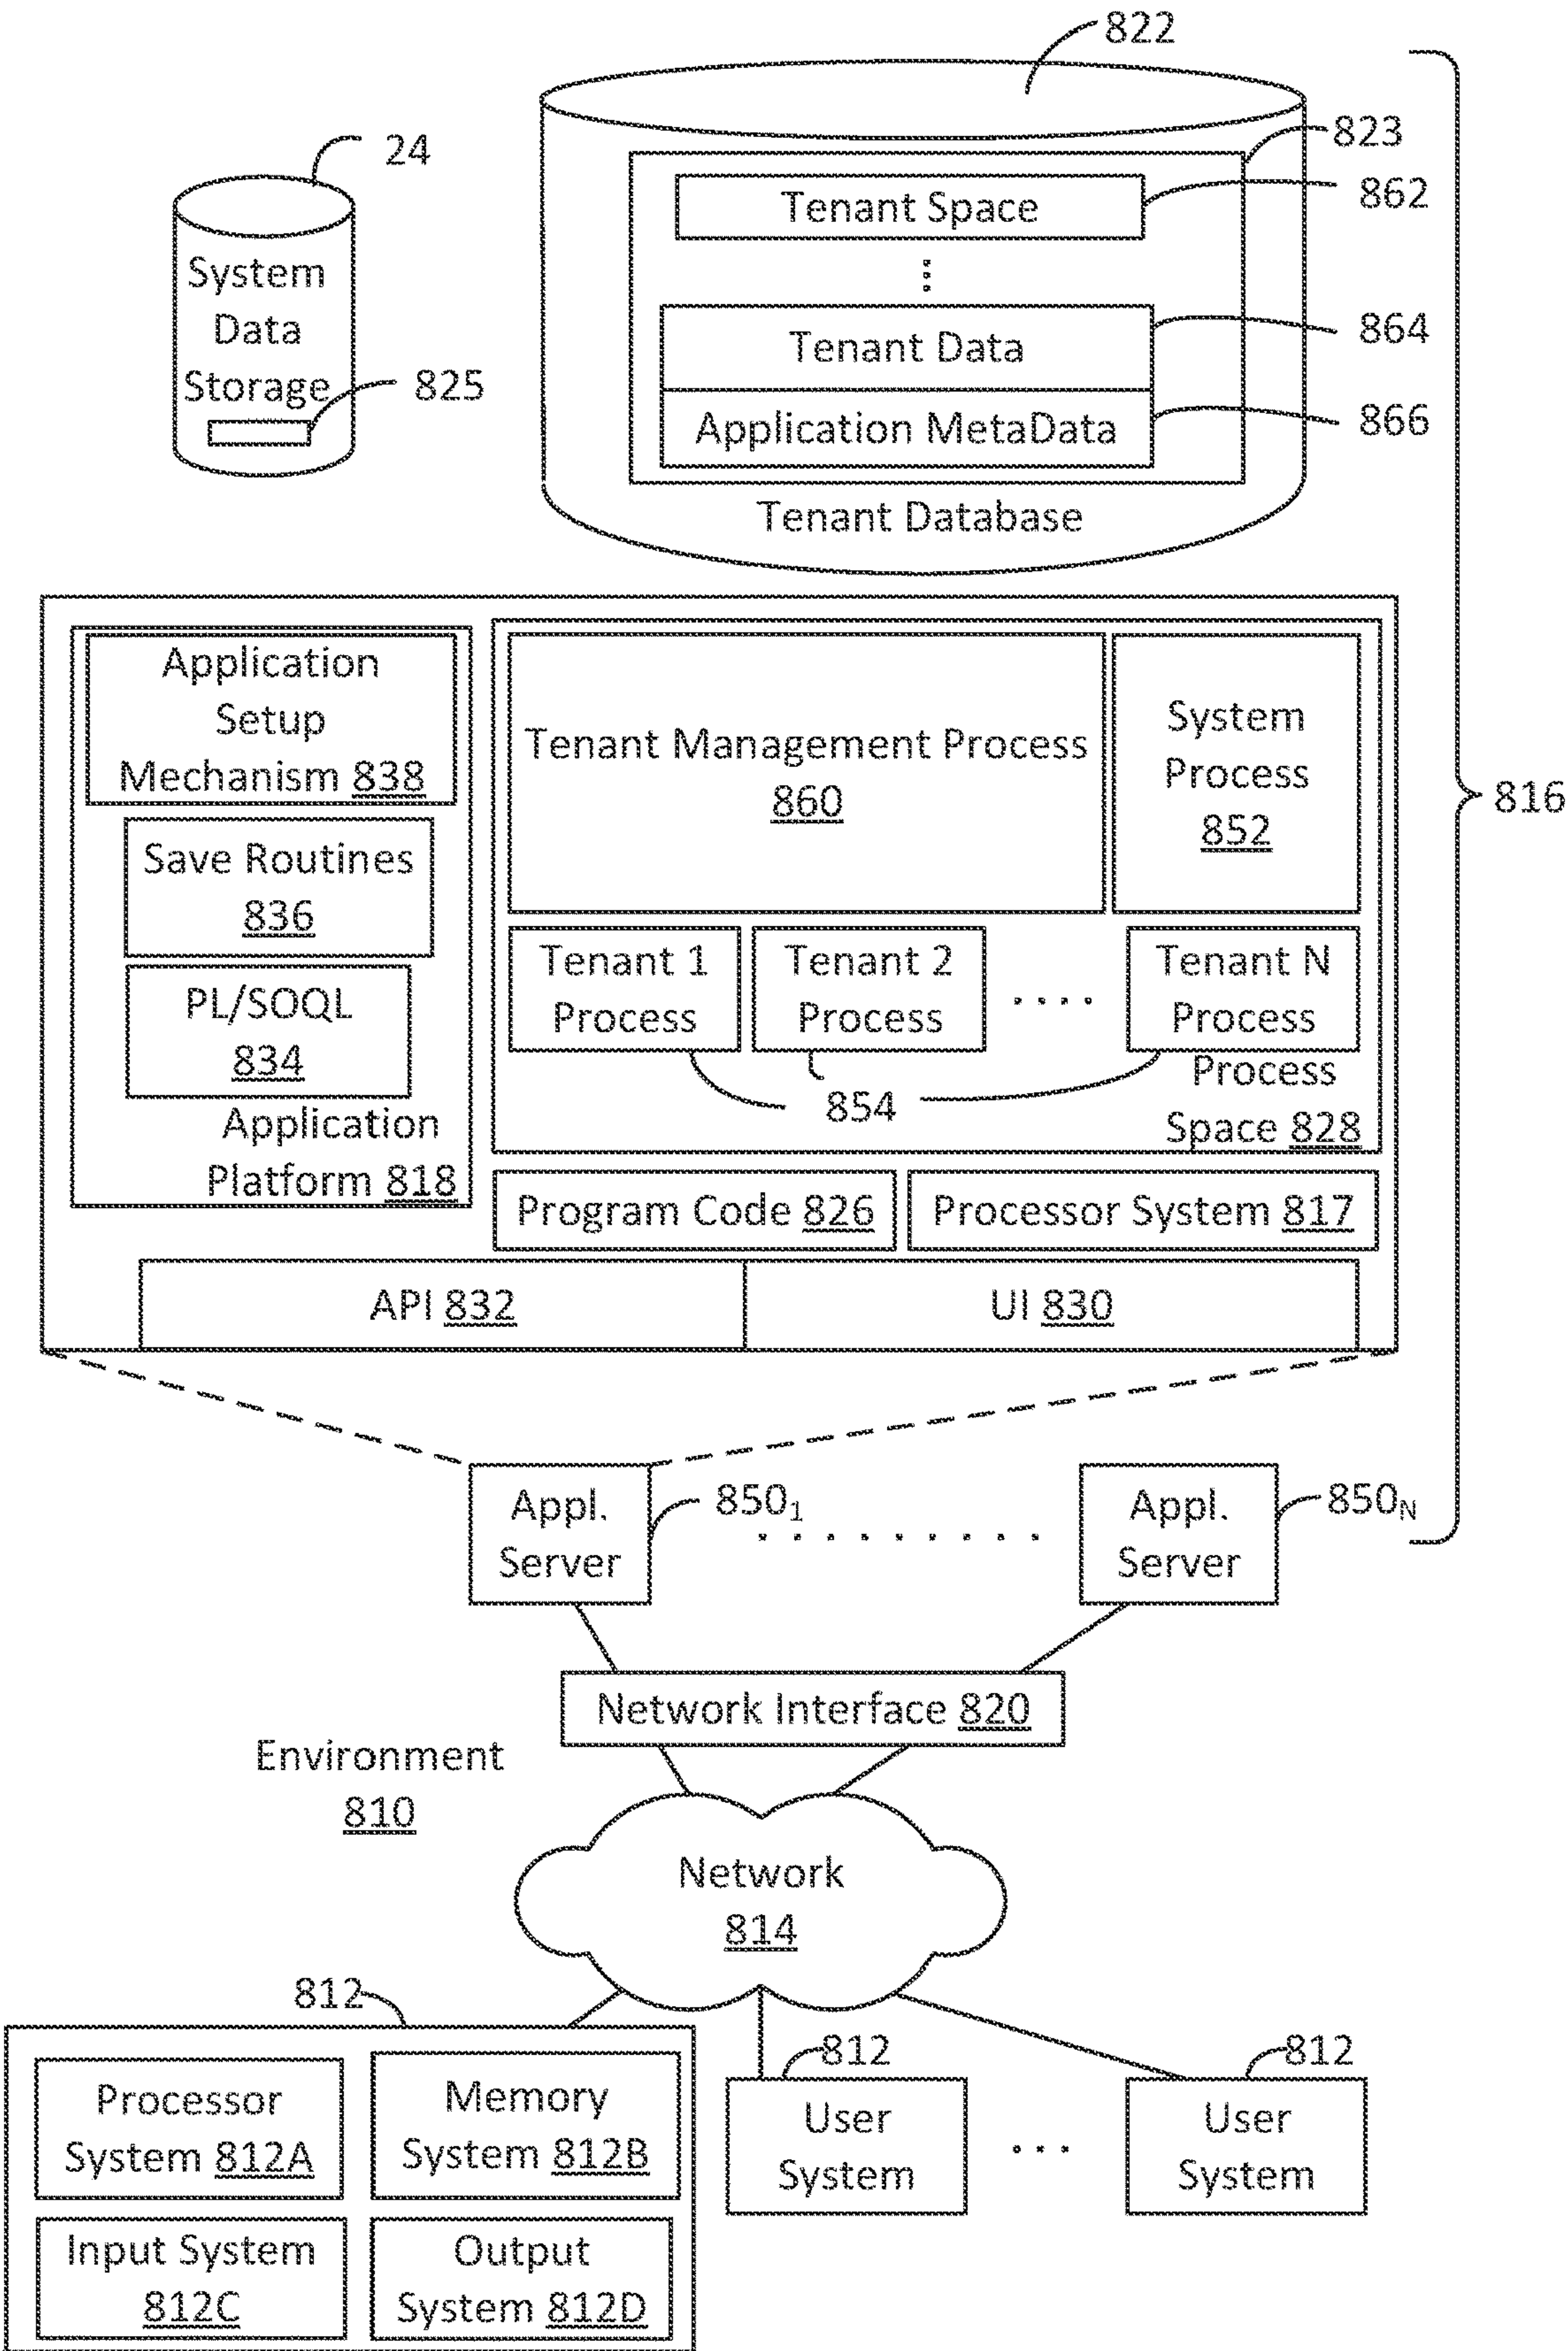 822
24
823
Tenant Space
862
System
Data
Storage
825
Tenant Data
864
Application MetaData
866
Tenant Database
816
Application
Setup
Mechanism 838
Save Routines
836
PL/SOQL
834
Application
Platform 818
Tenant Management Process
860
System
Process
852
Tenant 1
Process
Tenant 2
Process
. . . .
Tenant N
Process
854
Process
Space 828
Program Code 826
Processor System 817
API 832
UI 830
Appl.
Server
850₁
. . . . . . . . .
Appl.
Server
850N
Network Interface 820
Environment
810
Network
814
812
Processor
System 812A
Memory
System 812B
Input System
812C
Output
System 812D
812
User
System
. . .
812
User
System